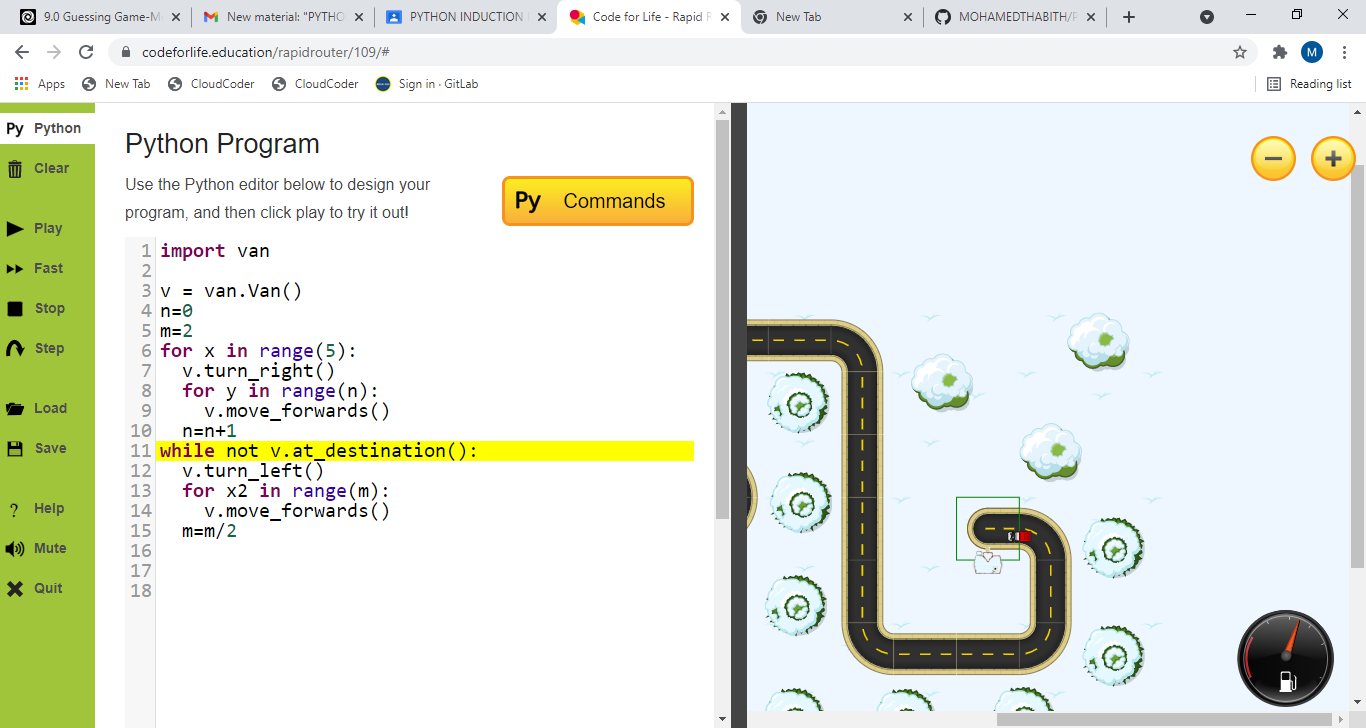 9.0 Guessing Game-M
New material: "PYTHO
PYTHON INDUCTION
Code for Life - Rapid R
New Tab
MOHAMEDTHABITH/P
codeforlife.education/rapidrouter/109/#
M
Apps
New Tab
CloudCoder
CloudCoder
Sign in · GitLab
Reading list
Py Python
Clear
Play
Fast
Stop
Step
Load
Save
? Help
Mute
Quit
Python Program
Use the Python editor below to design your
program, and then click play to try it out!
Py Commands
1 import van
2
3 v = van.Van()
4 n=0
5 m=2
6 for x in range(5):
7 v.turn_right()
8 for y in range(n):
9 v.move_forwards()
10 n=n+1
11 while not v.at_destination():
12 v.turn_left()
13 for x2 in range(m):
14 v.move_forwards()
15 m=m/2
16
17
18